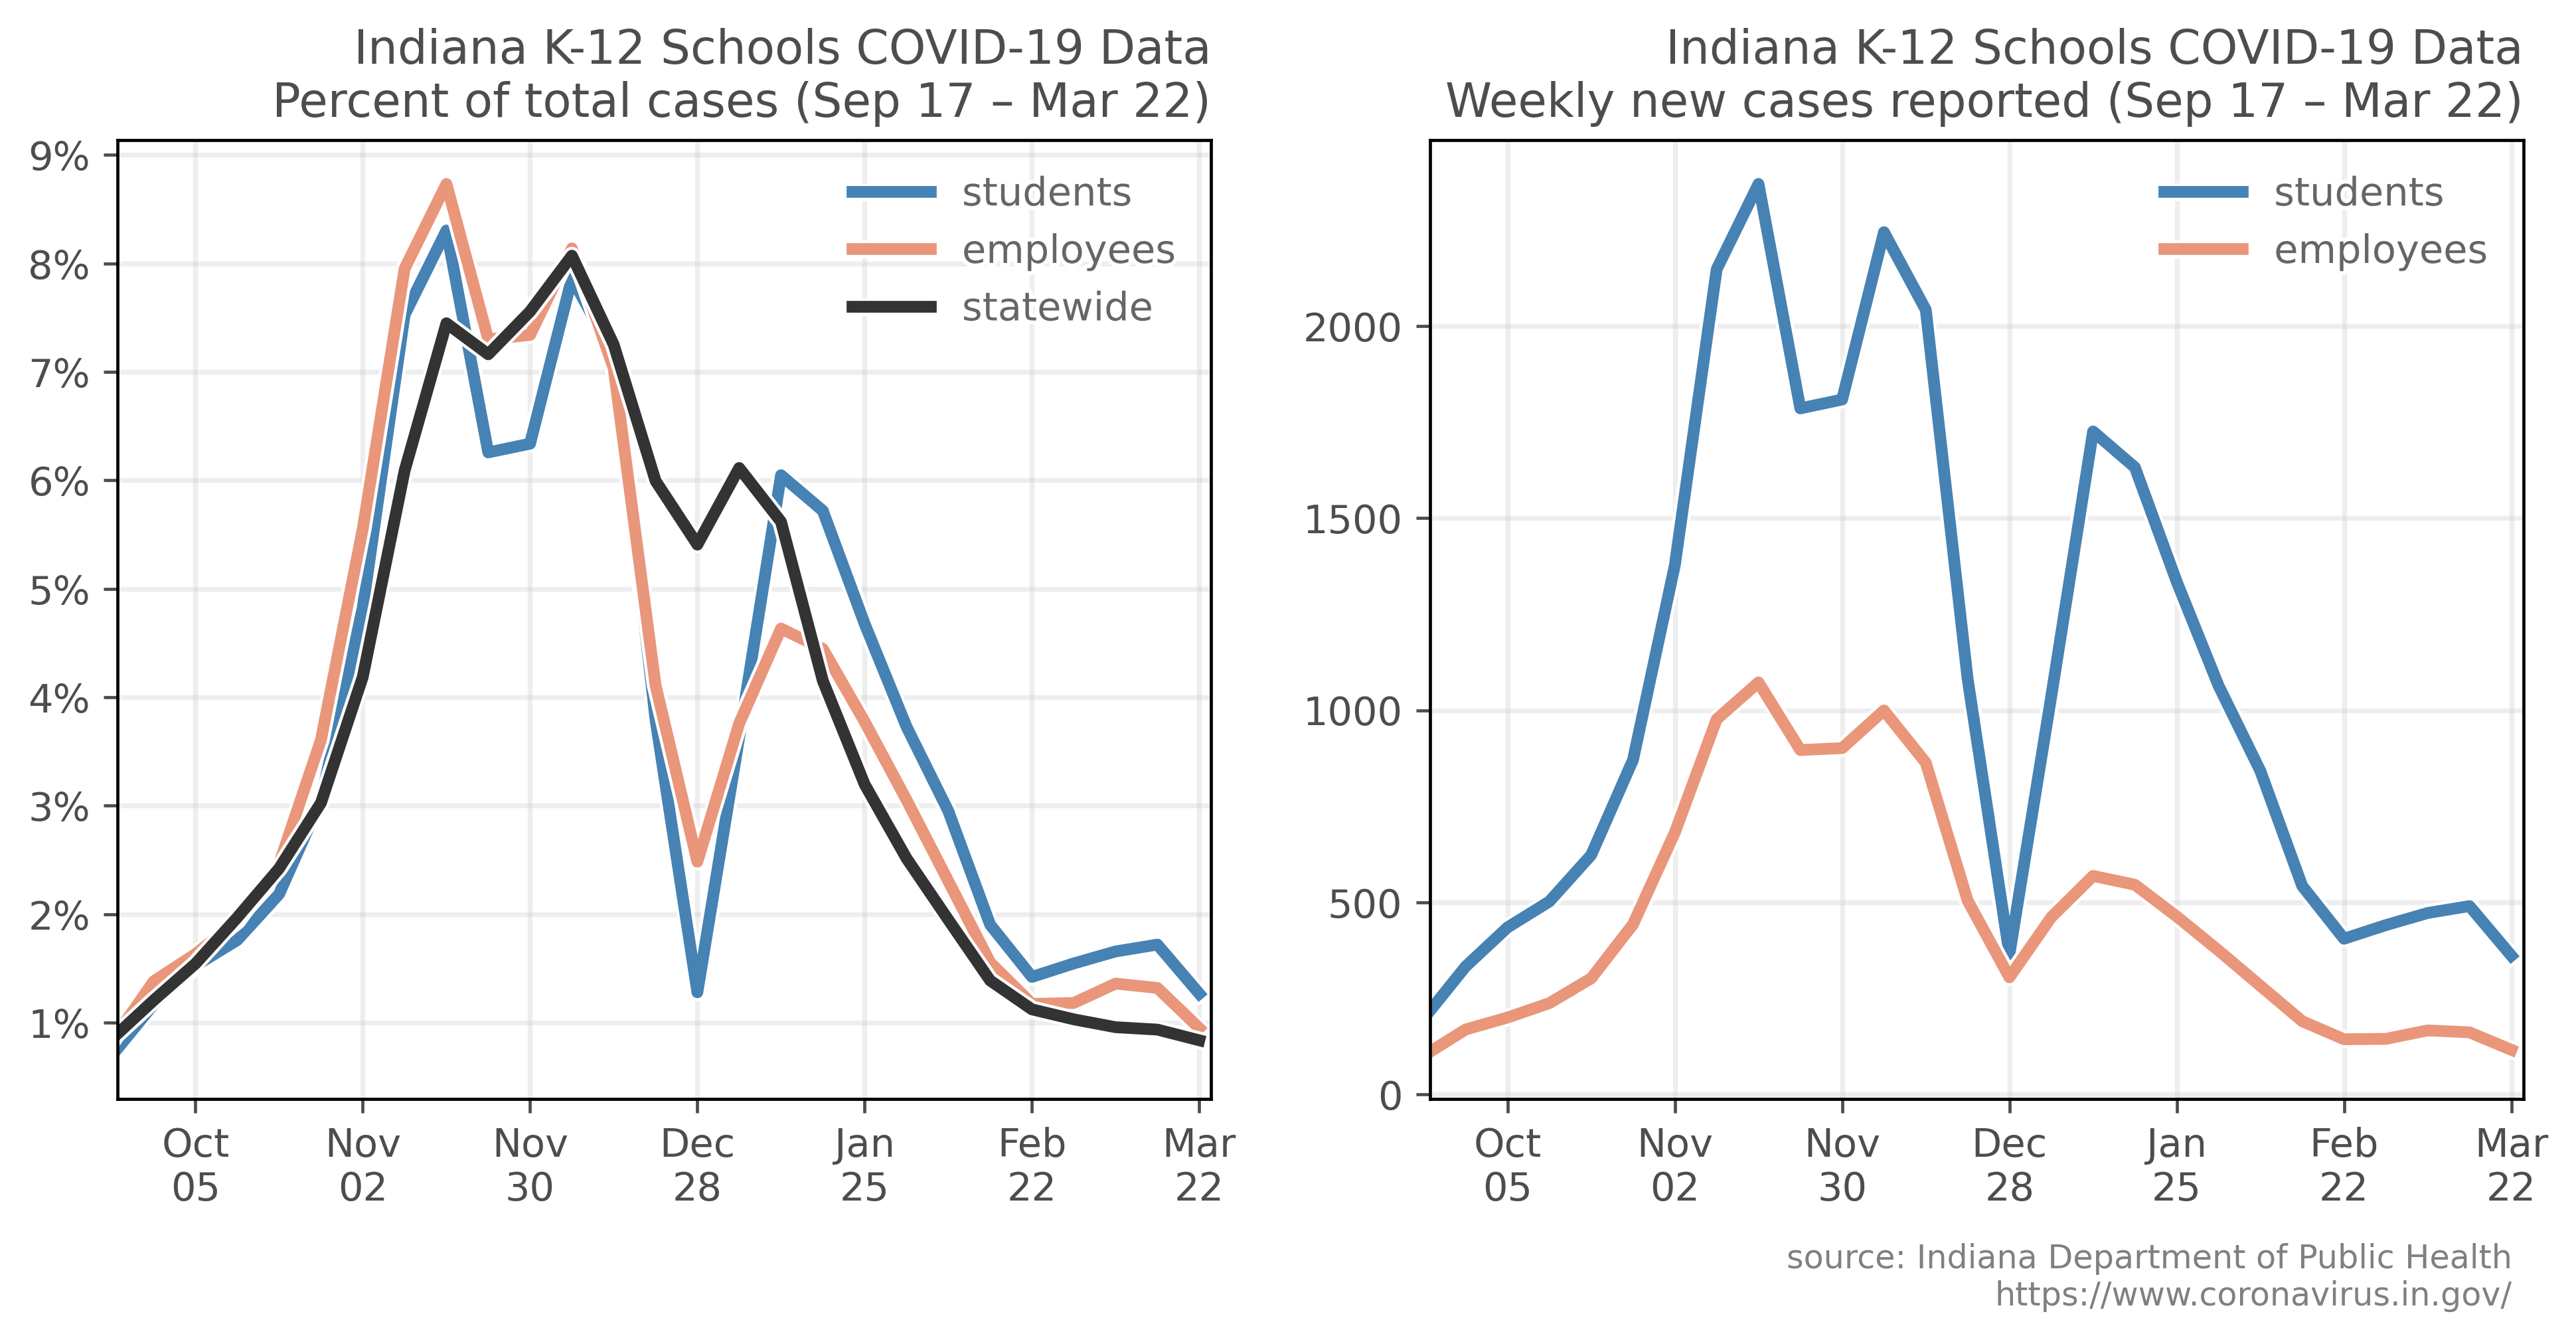 Indiana K-12 Schools COVID-19 Data
Percent of total cases (Sep 17 – Mar 22)
9%
8%
7%
6%
5%
4%
3%
2%
1%
students
employees
statewide
Oct Nov Nov Dec Jan Feb Mar
05 02 30 28 25 22 22
Indiana K-12 Schools COVID-19 Data
Weekly new cases reported (Sep 17 – Mar 22)
2000
1500
1000
500
0
students
employees
Oct Nov Nov Dec Jan Feb Mar
05 02 30 28 25 22 22
source: Indiana Department of Public Health
https://www.coronavirus.in.gov/